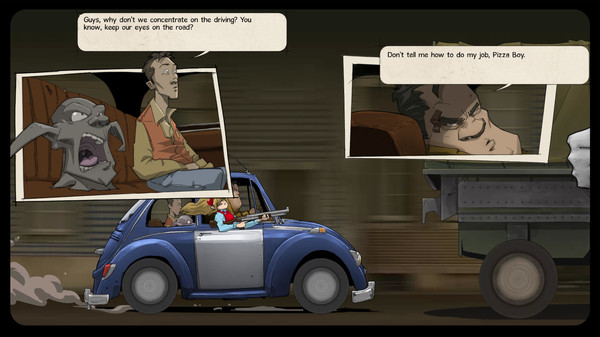 Guys, why don't we concentrate on the driving? You
know, keep our eyes on the road?
Don't tell me how to do my job, Pizza Boy.